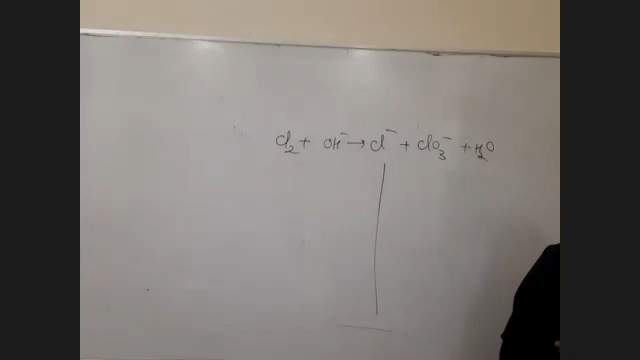 Cl₂ + OH⁻ → Cl⁻ + ClO₃⁻ + H₂O